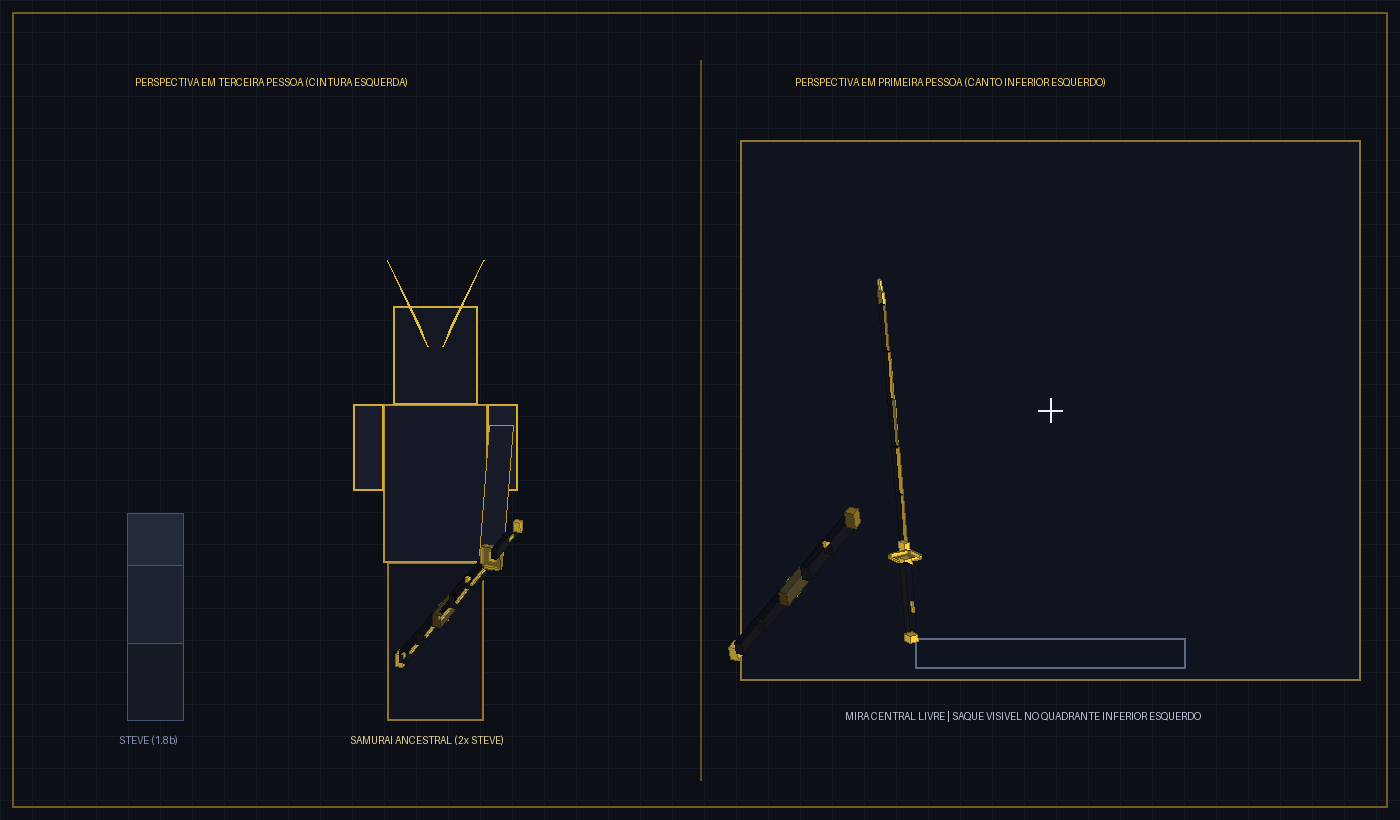 PERSPECTIVA EM TERCEIRA PESSOA (CINTURA ESQUERDA)
PERSPECTIVA EM PRIMEIRA PESSOA (CANTO INFERIOR ESQUERDO)
MIRA CENTRAL LIVRE | SAQUE VISIVEL NO QUADRANTE INFERIOR ESQUERDO
STEVE (1.8b)
SAMURAI ANCESTRAL (2x STEVE)